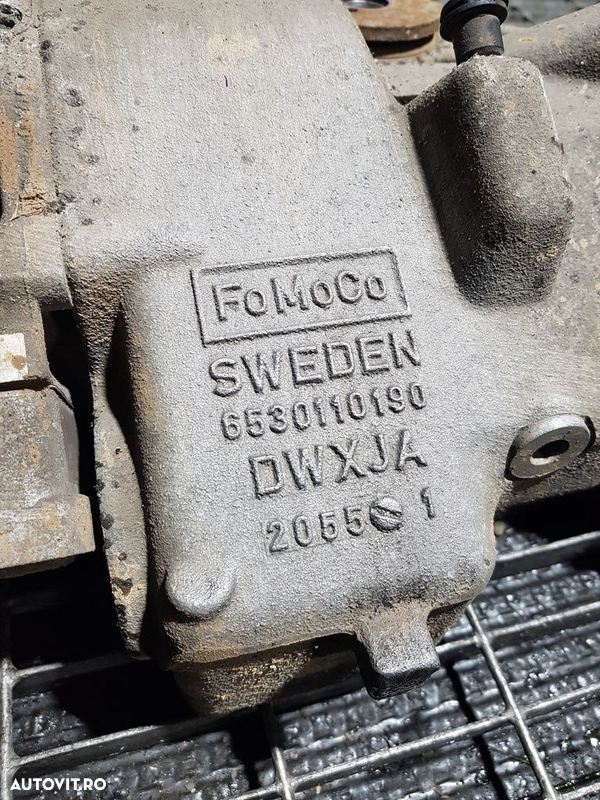 FoMoCo
SWEDEN
6530110190
DWXJA
2055 1
AUTOVIT.RO